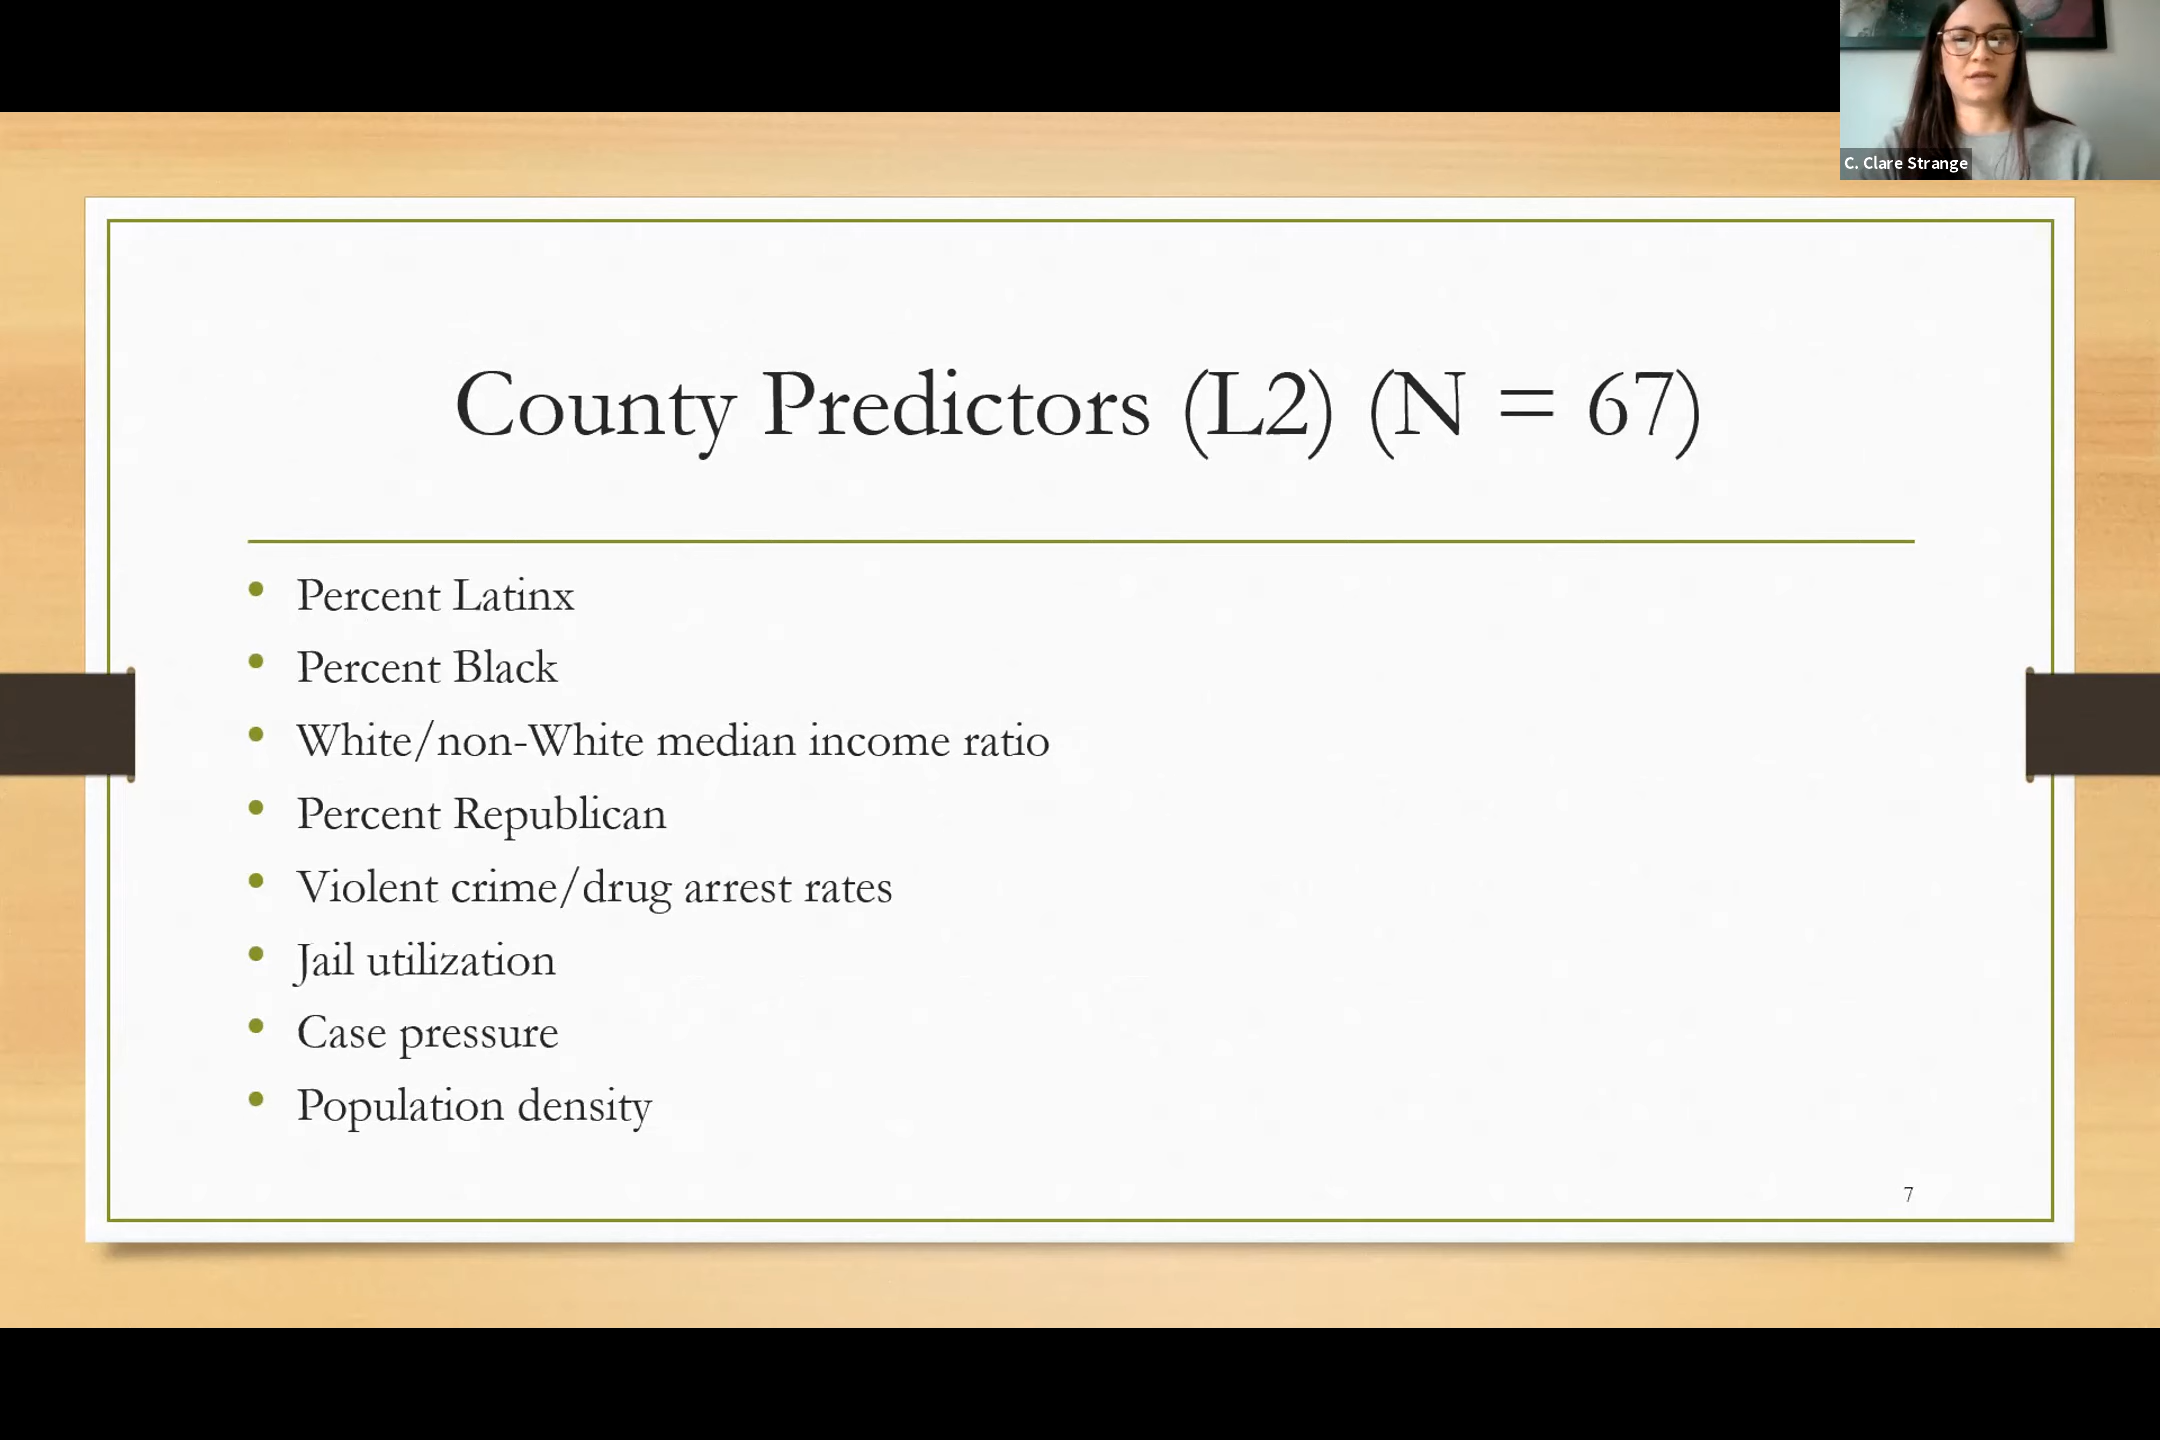 C. Clare Strange
County Predictors (L2) (N = 67)
• Percent Latinx
• Percent Black
• White/non-White median income ratio
• Percent Republican
• Violent crime/drug arrest rates
• Jail utilization
• Case pressure
• Population density
7